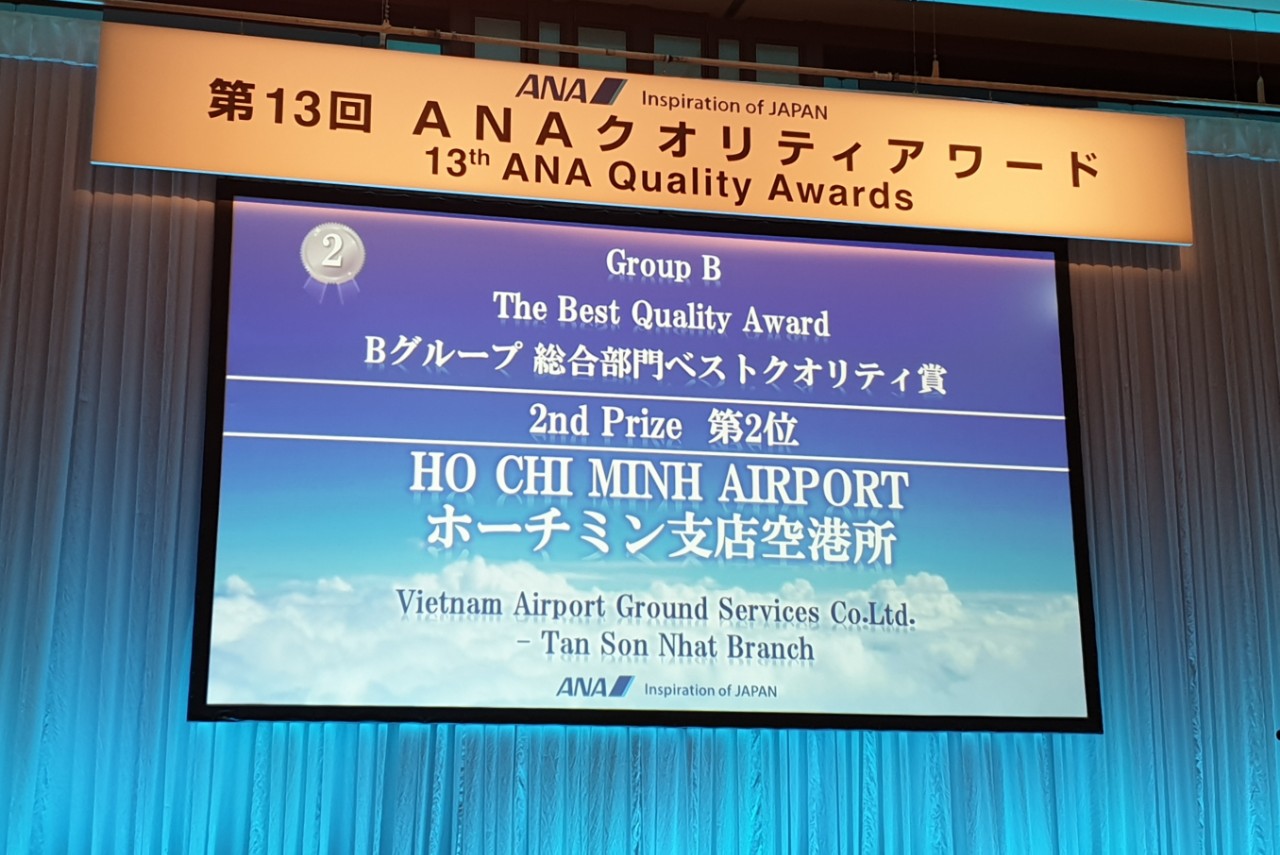 ANA Inspiration of JAPAN
第13回 ANAクオリティアワード
13th ANA Quality Awards
2
Group B
The Best Quality Award
Bグループ 総合部門ベストクオリティ賞
2nd Prize 第2位
HO CHI MINH AIRPORT
ホーチミン支店空港所
Vietnam Airport Ground Services Co.Ltd.
– Tan Son Nhat Branch
ANA Inspiration of JAPAN